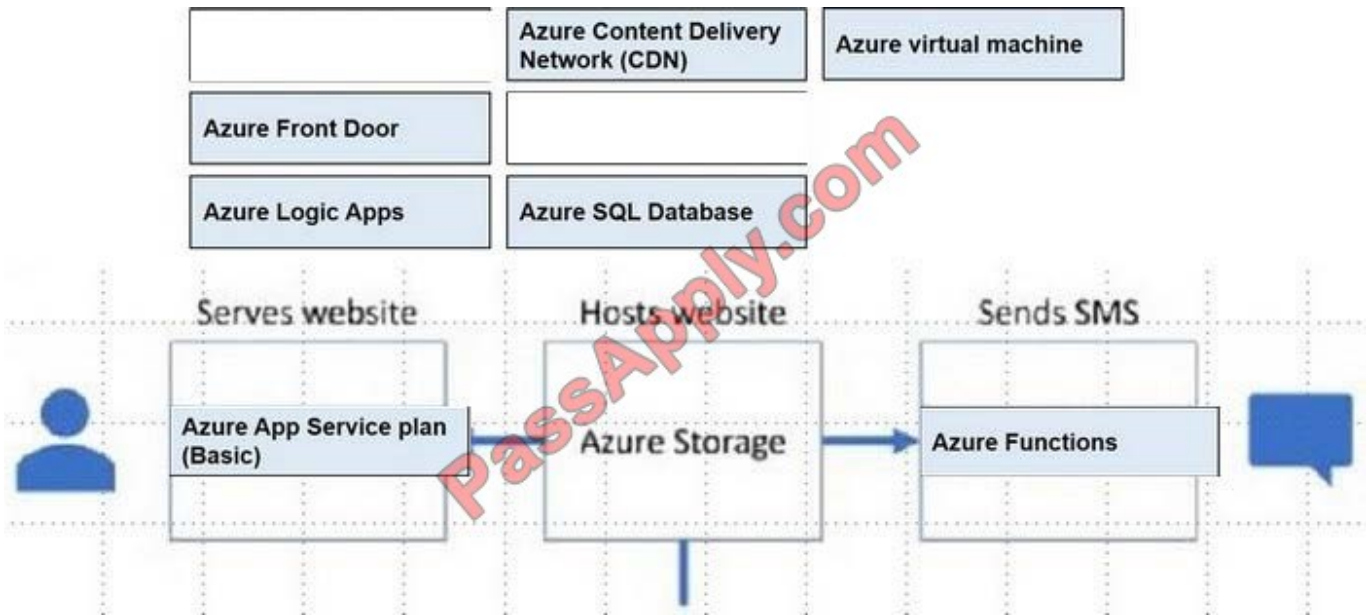 Azure Content Delivery
Network (CDN)
Azure virtual machine
Azure Front Door
Azure Logic Apps
Azure SQL Database
Serves website
Hosts website
Sends SMS
Azure App Service plan
(Basic)
Azure Storage
Azure Functions
PassApply.com